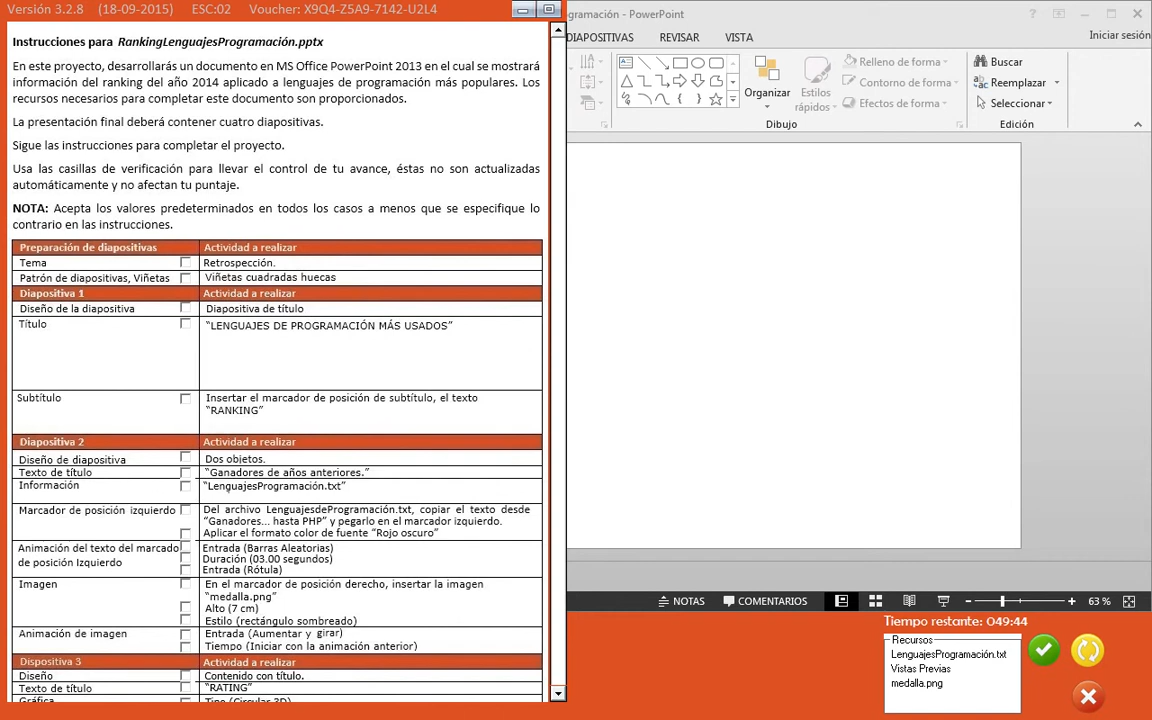 Versión 3.2.8 (18-09-2015) ESC:02 Voucher: X9Q4-Z5A9-7142-U2L4
Instrucciones para RankingLenguajesProgramación.pptx
En este proyecto, desarrollarás un documento en MS Office PowerPoint 2013 en el cual se mostrará
información del ranking del año 2014 aplicado a lenguajes de programación más populares. Los
recursos necesarios para completar este documento son proporcionados.
La presentación final deberá contener cuatro diapositivas.
Sigue las instrucciones para completar el proyecto.
Usa las casillas de verificación para llevar el control de tu avance, éstas no son actualizadas
automáticamente y no afectan tu puntaje.
NOTA: Acepta los valores predeterminados en todos los casos a menos que se especifique lo
contrario en las instrucciones.
Preparación de diapositivas Actividad a realizar
Tema Retrospección.
Patrón de diapositivas, Viñetas Viñetas cuadradas huecas
Diapositiva 1 Actividad a realizar
Diseño de la diapositiva Diapositiva de título
Título “LENGUAJES DE PROGRAMACIÓN MÁS USADOS”
Subtítulo Insertar el marcador de posición de subtítulo, el texto
“RANKING”
Diapositiva 2 Actividad a realizar
Diseño de diapositiva Dos objetos.
Texto de título “Ganadores de años anteriores.”
Información “LenguajesProgramación.txt”
Marcador de posición izquierdo Del archivo LenguajesdeProgramación.txt, copiar el texto desde
“Ganadores... hasta PHP” y pegarlo en el marcador izquierdo.
Aplicar el formato color de fuente “Rojo oscuro”
Animación del texto del marcado Entrada (Barras Aleatorias)
de posición Izquierdo Duración (03.00 segundos)
Entrada (Rótula)
Imagen En el marcador de posición derecho, insertar la imagen
“medalla.png”
Alto (7 cm)
Estilo (rectángulo sombreado)
Animación de imagen Entrada (Aumentar y girar)
Tiempo (Iniciar con la animación anterior)
Dispositiva 3 Actividad a realizar
Diseño Contenido con título.
Texto de título “RATING”
Gráfica Tipo (Circular 3D)
gramación - PowerPoint
?
DIAPOSITIVAS REVISAR VISTA Iniciar sesión
Organizar
Estilos
rápidos
Relleno de forma
Contorno de forma
Efectos de forma
Dibujo
Buscar
Reemplazar
Seleccionar
Edición
NOTAS COMENTARIOS 63 %
Tiempo restante: 049:44
Recursos
LenguajesProgramación.txt
Vistas Previas
medalla.png